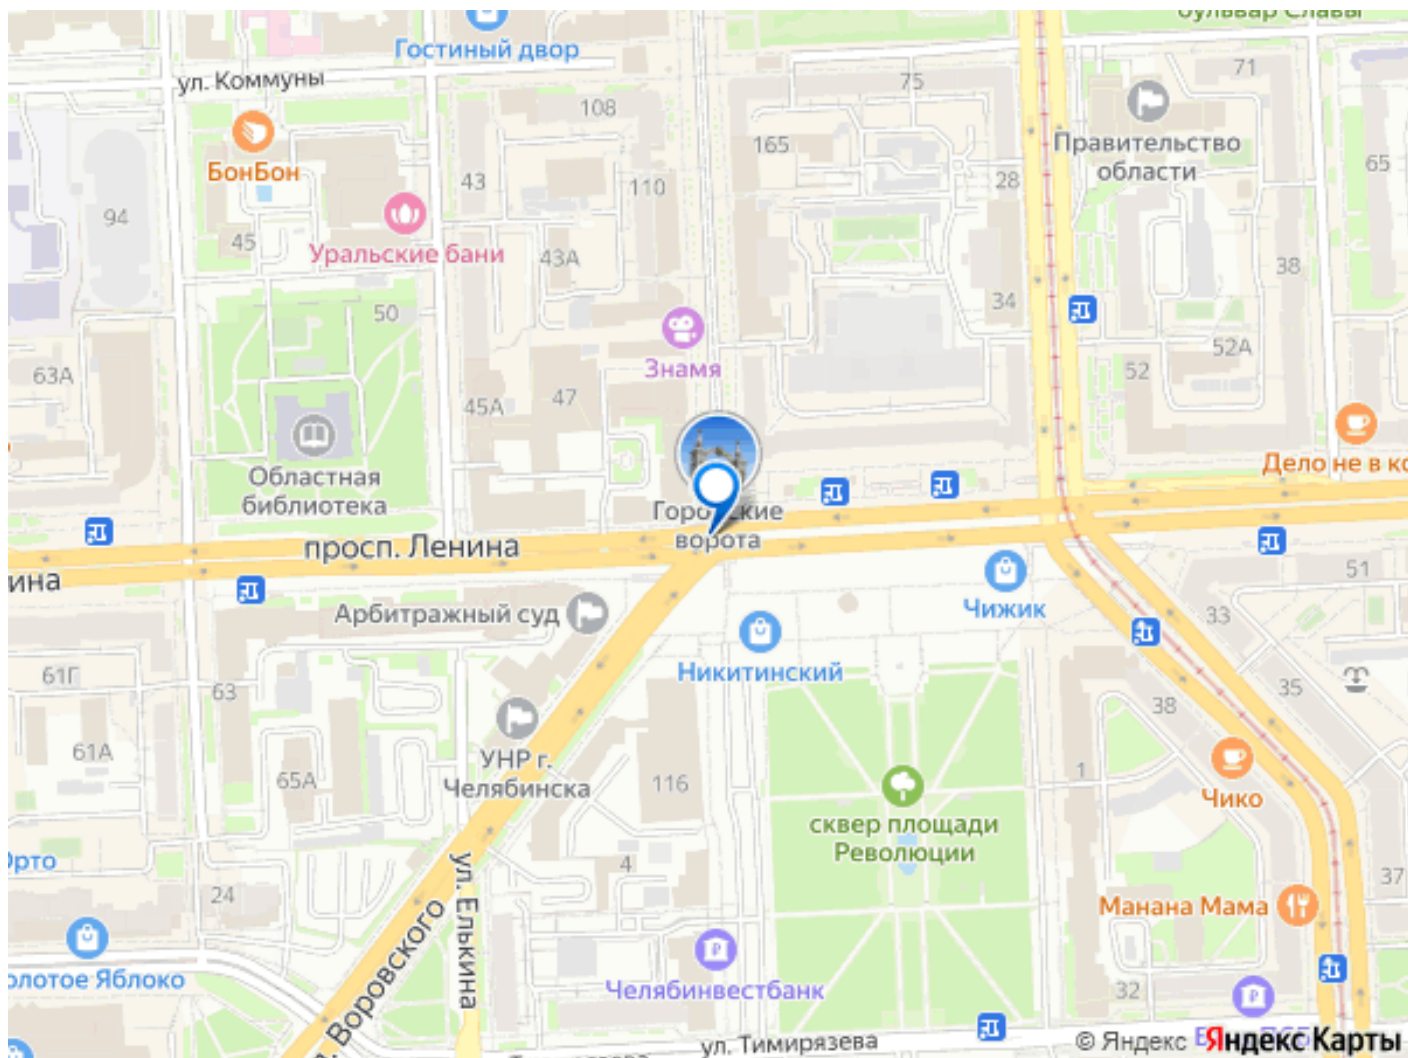 бульвар Славы
Гостиный двор
71
75
ул. Коммуны
108
Правительство
области
165
65
БонБон
43
110
28
94
45
Уральские бани
43А
38
50
34
Знамя
52А
63А
52
45А
47
Дело не в ко
Областная
библиотека
Городские
ворота
просп. Ленина
ина
51
Чижик
33
Арбитражный суд
Никитинский
61Г
63
35
38
61А
УНР г.
Челябинска
65А
116
1
Чико
сквер площади
Революции
Орто
4
ул. Елькина
24
37
Манана Мама
Воровского
олотое Яблоко
Челябинвестбанк
32
ул. Тимирязева
© Яндекс
Яндекс Карты